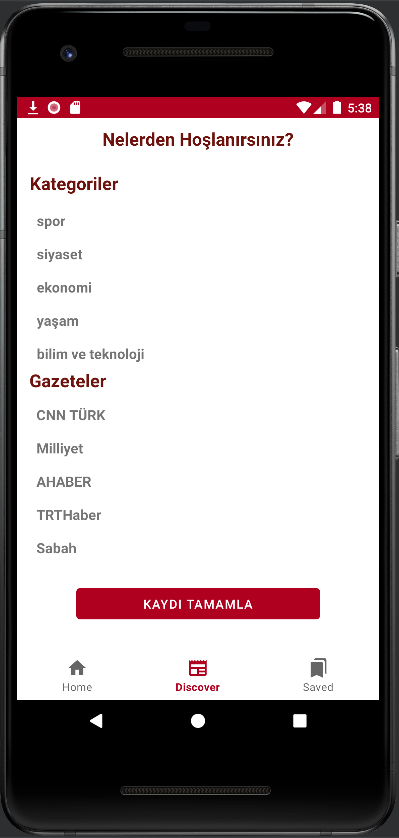 5:38
Nelerden Hoşlanırsınız?
Kategoriler
spor
siyaset
ekonomi
yaşam
bilim ve teknoloji
Gazeteler
CNN TÜRK
Milliyet
AHABER
TRTHaber
Sabah
KAYDI TAMAMLA
Home
Discover
Saved